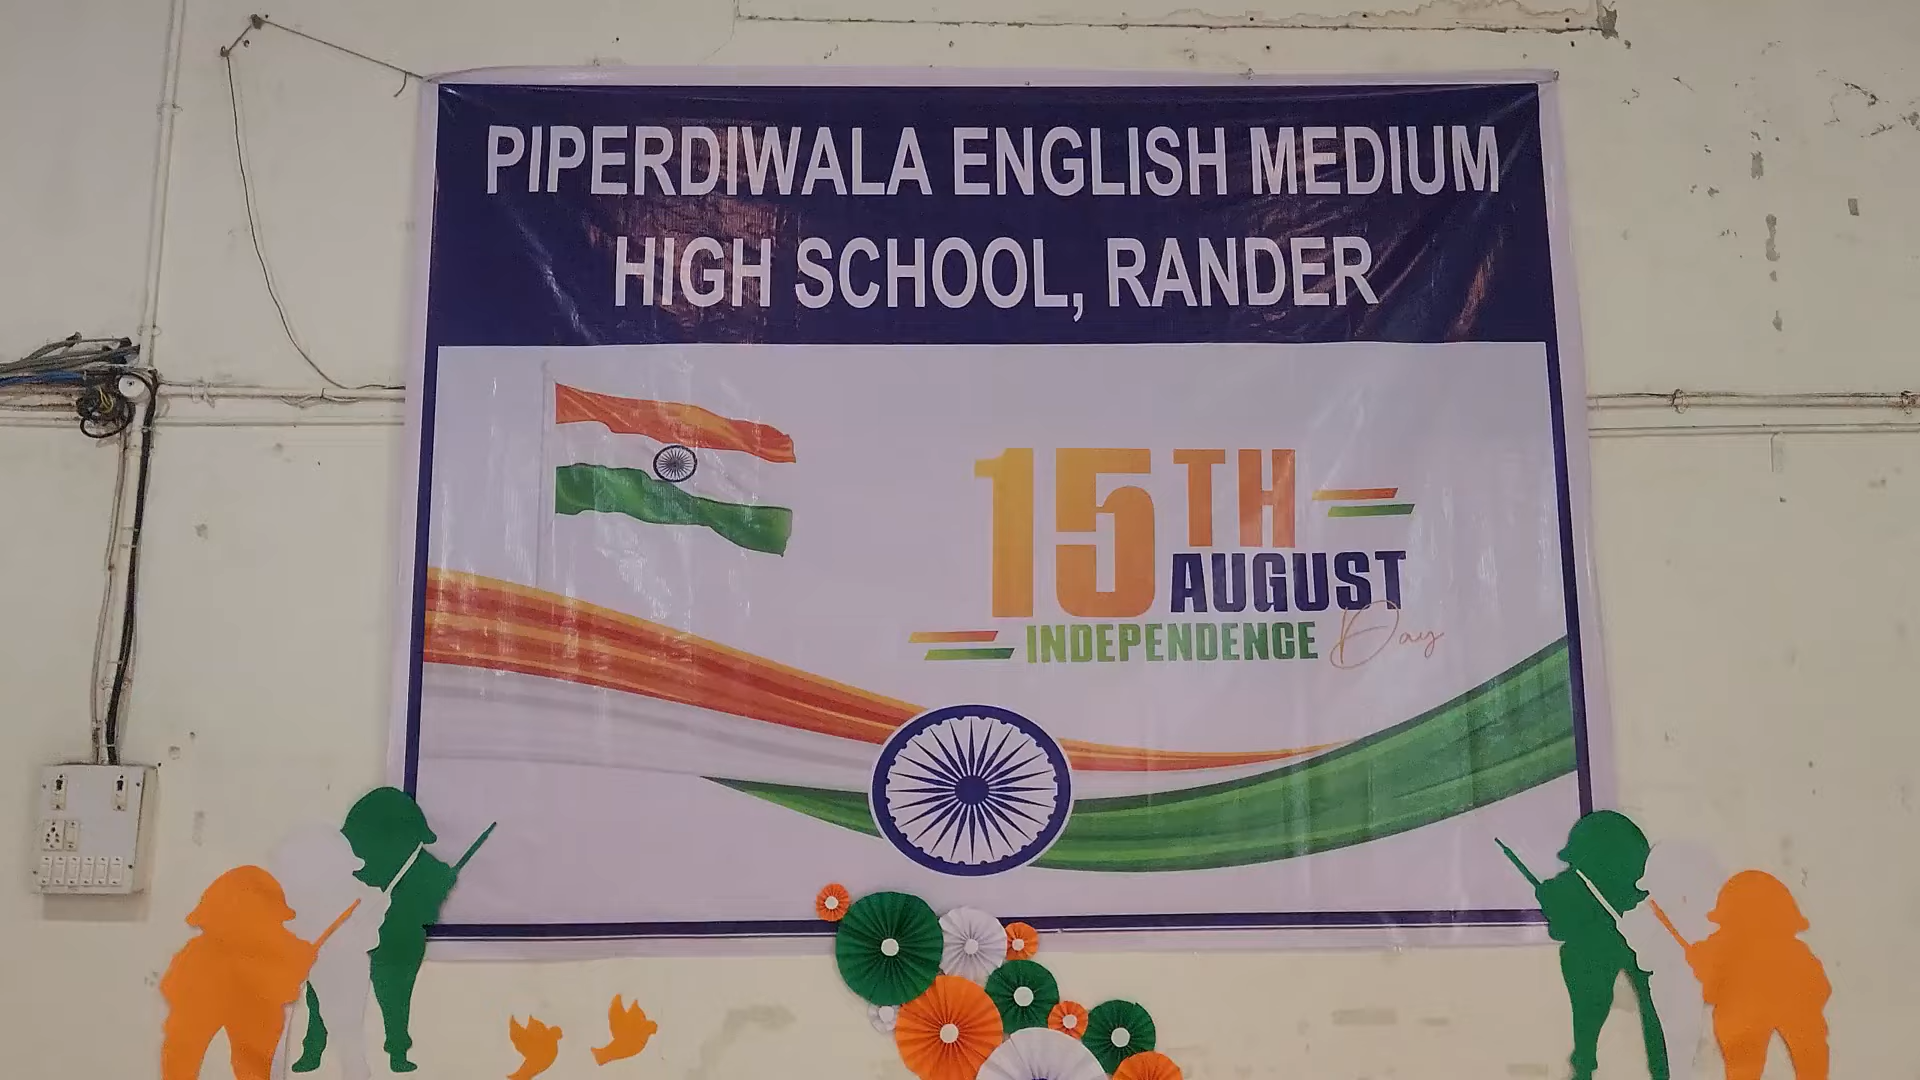 PIPERDIWALA ENGLISH MEDIUM
HIGH SCHOOL, RANDER
15TH
AUGUST
INDEPENDENCE Day